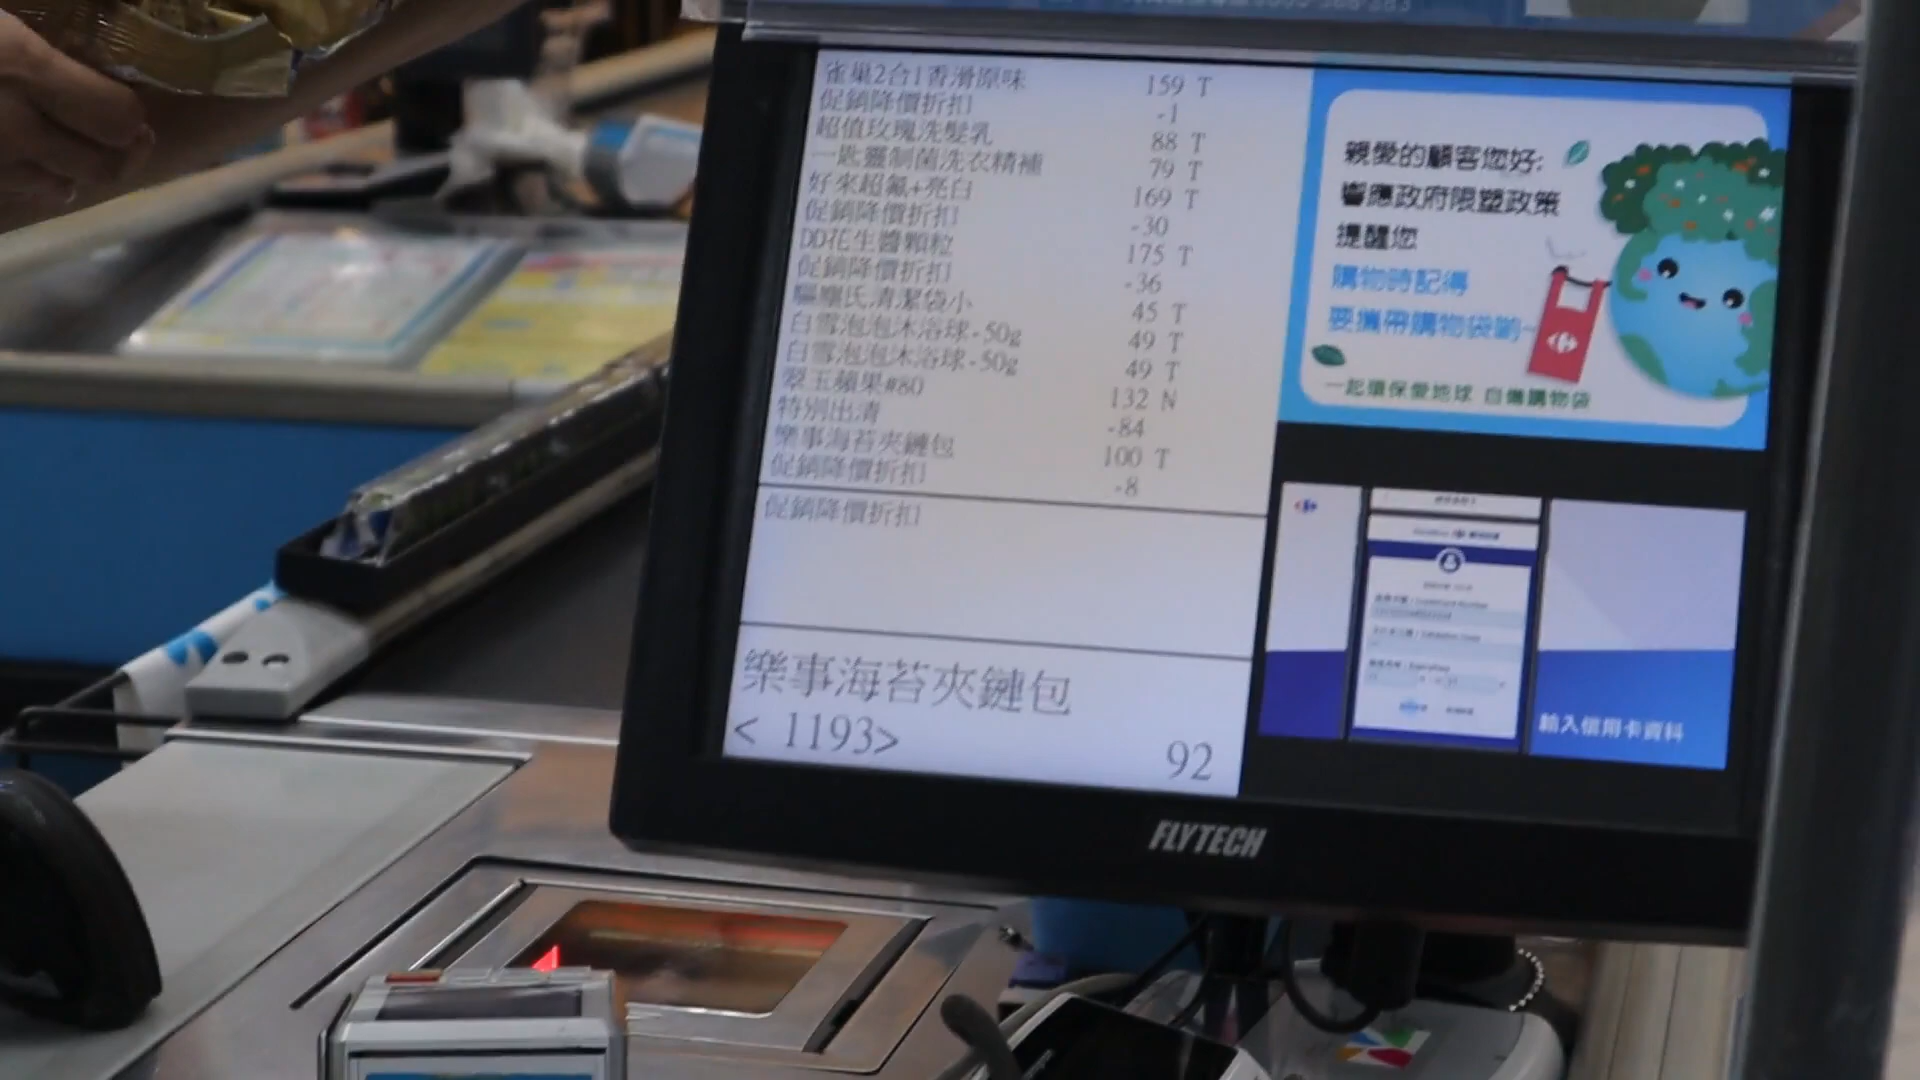 雀巢2合1香滑原味 159 T
促銷降價折扣 -1
超值玫瑰洗髮乳 88 T
一匙靈制菌洗衣精補 79 T
好來超氟+亮白 169 T
促銷降價折扣 -30
DD花生醬顆粒 175 T
促銷降價折扣 -36
驅塵氏清潔袋小 45 T
白雪泡泡沐浴球-50g 49 T
白雪泡泡沐浴球-50g 49 T
翠玉蘋果#80 132 N
特別出清 -84
樂事海苔夾鏈包 100 T
促銷降價折扣 -8
促銷降價折扣
樂事海苔夾鏈包
< 1193> 92
親愛的顧客您好:
響應政府限塑政策
提醒您
購物時記得
要攜帶購物袋喲~
一起環保愛地球 自備購物袋
輸入信用卡資料
FLYTECH